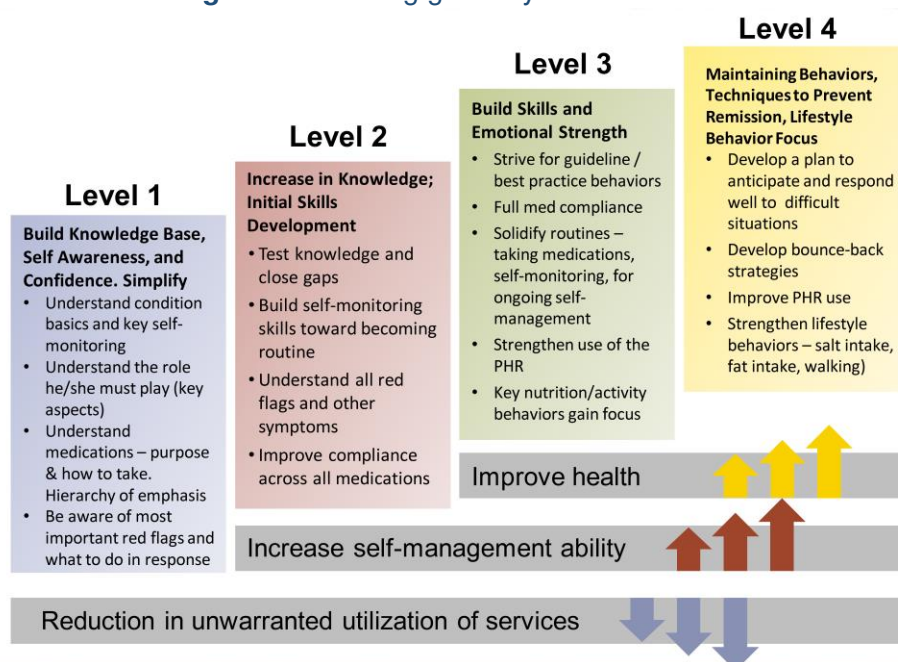 Level 1
Build Knowledge Base,
Self Awareness, and
Confidence. Simplify
• Understand condition
basics and key self-
monitoring
• Understand the role
he/she must play (key
aspects)
• Understand
medications – purpose
& how to take.
Hierarchy of emphasis
• Be aware of most
important red flags and
what to do in response
Level 2
Increase in Knowledge;
Initial Skills
Development
• Test knowledge and
close gaps
• Build self-monitoring
skills toward becoming
routine
• Understand all red
flags and other
symptoms
• Improve compliance
across all medications
Level 3
Build Skills and
Emotional Strength
• Strive for guideline /
best practice behaviors
• Full med compliance
• Solidify routines –
taking medications,
self-monitoring, for
ongoing self-
management
• Strengthen use of the
PHR
• Key nutrition/activity
behaviors gain focus
Level 4
Maintaining Behaviors,
Techniques to Prevent
Remission, Lifestyle
Behavior Focus
• Develop a plan to
anticipate and respond
well to difficult
situations
• Develop bounce-back
strategies
• Improve PHR use
• Strengthen lifestyle
behaviors – salt intake,
fat intake, walking)
Improve health
Increase self-management ability
Reduction in unwarranted utilization of services